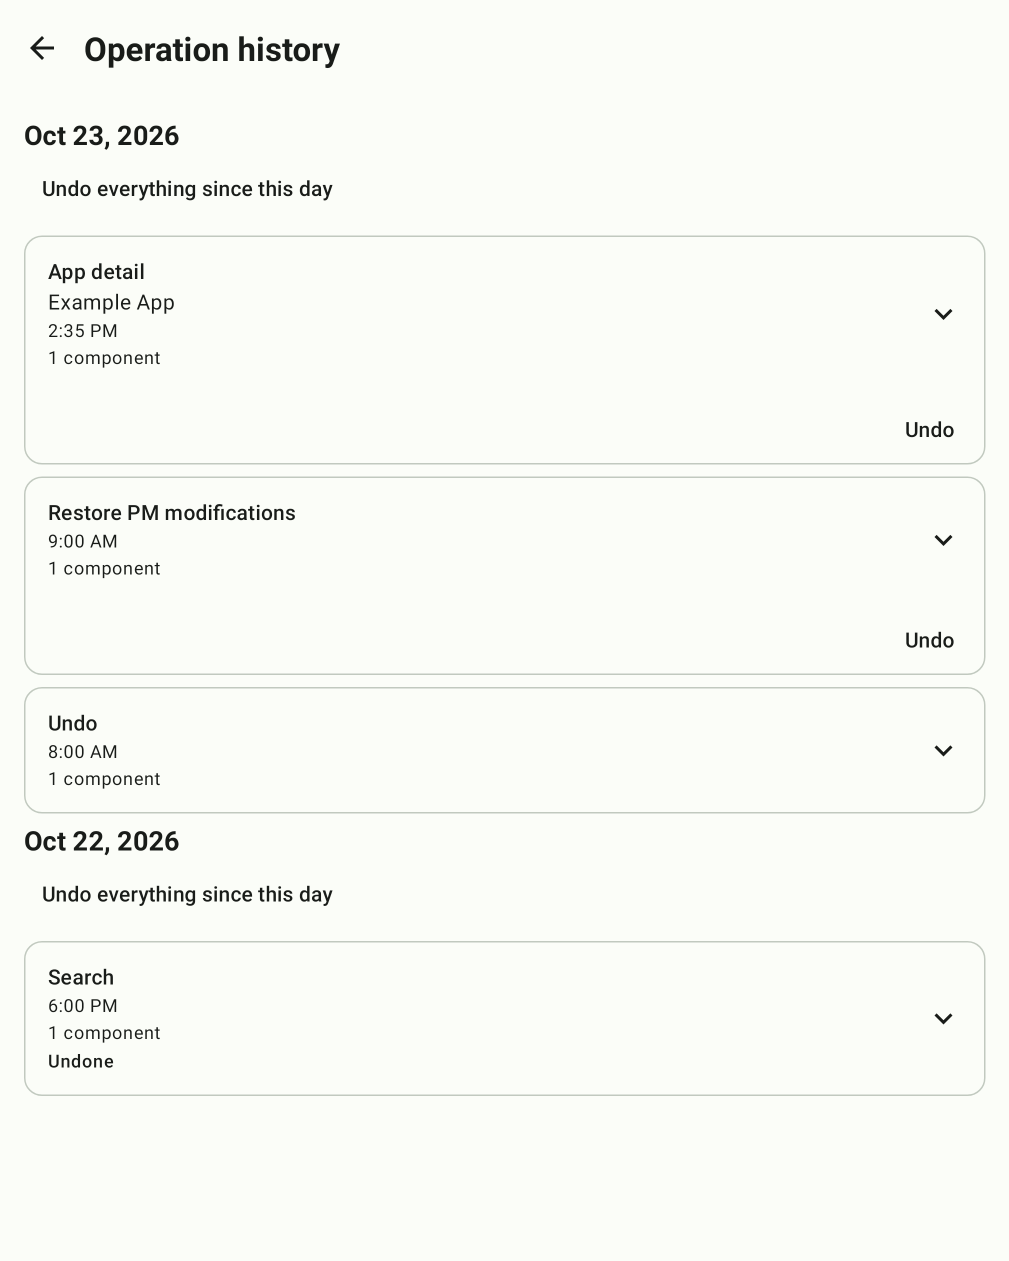 Operation history
Oct 23, 2026
Undo everything since this day
App detail
Example App
2:35 PM
1 component
Undo
Restore PM modifications
9:00 AM
1 component
Undo
Undo
8:00 AM
1 component
Oct 22, 2026
Undo everything since this day
Search
6:00 PM
1 component
Undone